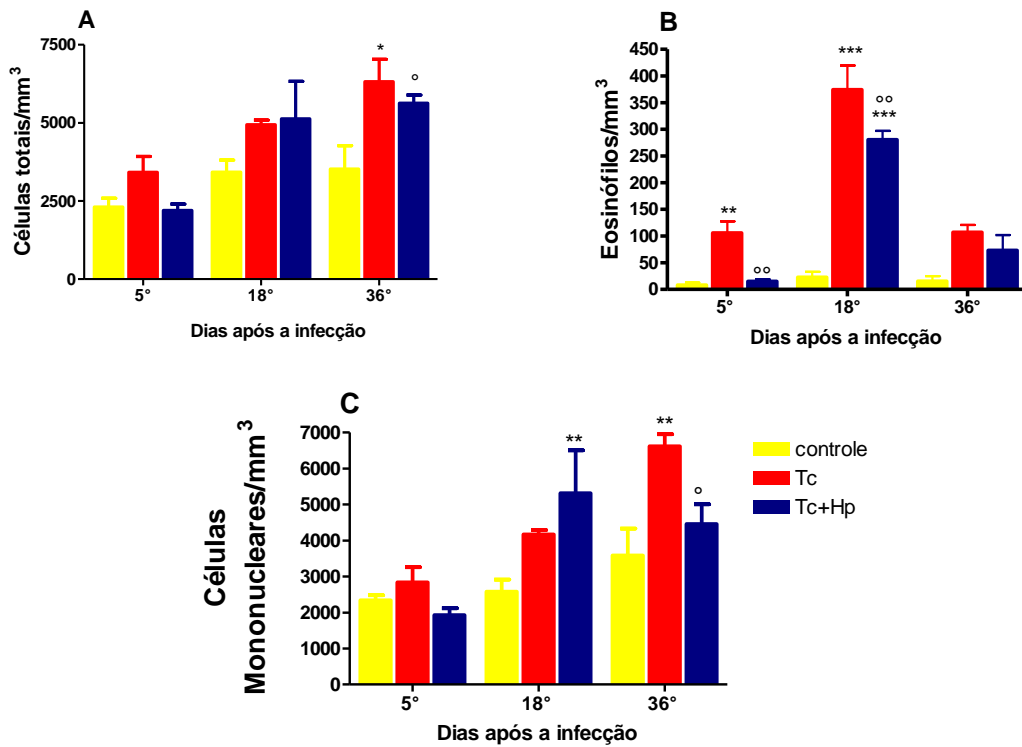 A
Células totais/mm³
7500
5000
2500
0
*
°
5° 18° 36°
Dias após a infecção
B
Eosinófilos/mm³
450
400
350
300
250
200
150
100
50
0
**
°°
***
°°
***
5° 18° 36°
Dias após a infecção
C
Células
Mononucleares/mm³
7000
6000
5000
4000
3000
2000
1000
0
**
**
°
5° 18° 36°
Dias após a infecção
controle
Tc
Tc+Hp